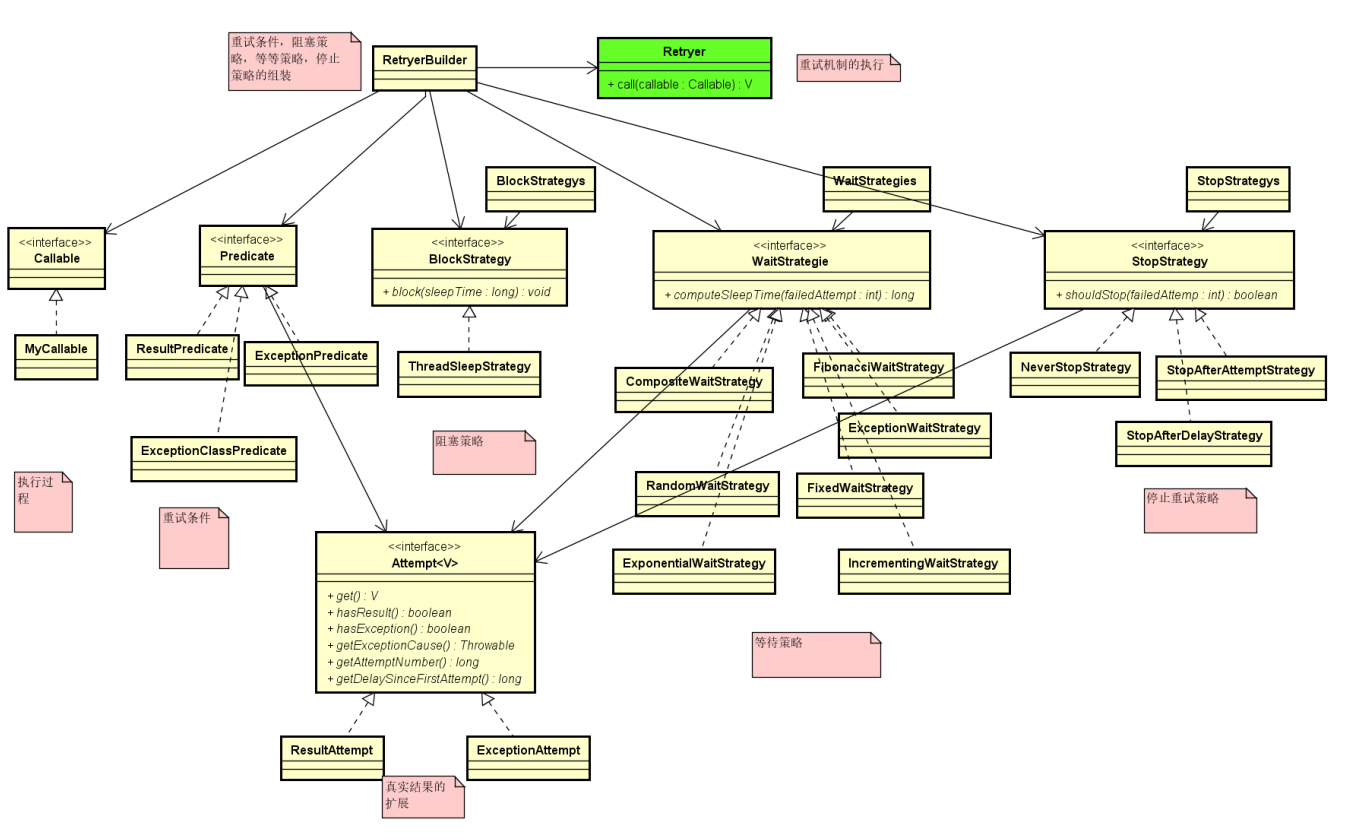 重试条件，阻塞策
略，等等策略，停止
策略的组装
RetryerBuilder
Retryer
+ call(callable : Callable) : V
重试机制的执行
BlockStrategys
WaitStrategies
StopStrategys
<<interface>>
Callable
<<interface>>
Predicate
<<interface>>
BlockStrategy
+ block(sleepTime : long) : void
<<interface>>
WaitStrategie
+ computeSleepTime(failedAttempt : int) : long
<<interface>>
StopStrategy
+ shouldStop(failedAttemp : int) : boolean
MyCallable
ResultPredicate
ExceptionPredicate
ThreadSleepStrategy
CompositeWaitStrategy
FibonacciWaitStrategy
NeverStopStrategy
StopAfterAttemptStrategy
ExceptionClassPredicate
阻塞策略
ExceptionWaitStrategy
StopAfterDelayStrategy
执行过
程
重试条件
RandomWaitStrategy
FixedWaitStrategy
停止重试策略
<<interface>>
Attempt<V>
+ get() : V
+ hasResult() : boolean
+ hasException() : boolean
+ getExceptionCause() : Throwable
+ getAttemptNumber() : long
+ getDelaySinceFirstAttempt() : long
ExponentialWaitStrategy
IncrementingWaitStrategy
等待策略
ResultAttempt
ExceptionAttempt
真实结果的
扩展